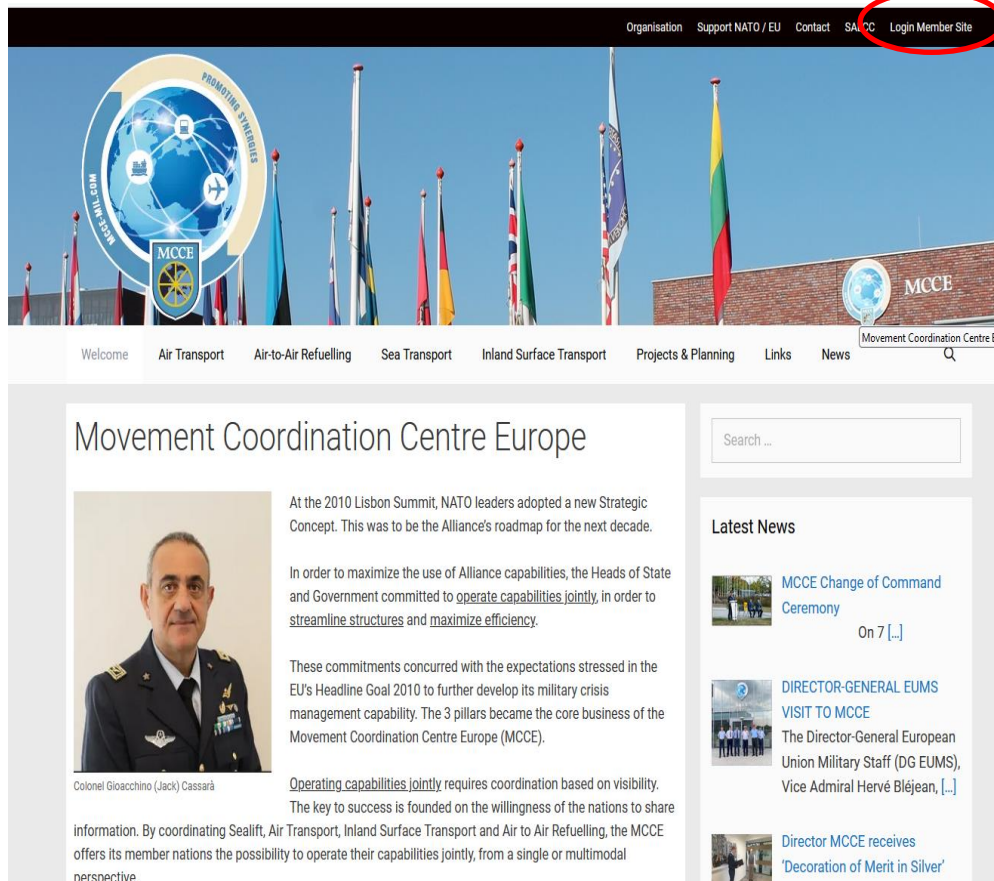 Organisation Support NATO / EU Contact SALCC Login Member Site
PROMOTING SYNERGIES
MCCE-MIL.COM
MCCE
MCCE
Movement Coordination Centre E
Welcome Air Transport Air-to-Air Refuelling Sea Transport Inland Surface Transport Projects & Planning Links News
Movement Coordination Centre Europe
At the 2010 Lisbon Summit, NATO leaders adopted a new Strategic
Concept. This was to be the Alliance's roadmap for the next decade.
In order to maximize the use of Alliance capabilities, the Heads of State
and Government committed to operate capabilities jointly, in order to
streamline structures and maximize efficiency.
These commitments concurred with the expectations stressed in the
EU's Headline Goal 2010 to further develop its military crisis
management capability. The 3 pillars became the core business of the
Movement Coordination Centre Europe (MCCE).
Colonel Gioacchino (Jack) Cassarà
Operating capabilities jointly requires coordination based on visibility.
The key to success is founded on the willingness of the nations to share
information. By coordinating Sealift, Air Transport, Inland Surface Transport and Air to Air Refuelling, the MCCE
offers its member nations the possibility to operate their capabilities jointly, from a single or multimodal
perspective
Search ...
Latest News
MCCE Change of Command
Ceremony
On 7 [...]
DIRECTOR-GENERAL EUMS
VISIT TO MCCE
The Director-General European
Union Military Staff (DG EUMS),
Vice Admiral Hervé Bléjean, [...]
Director MCCE receives
'Decoration of Merit in Silver'